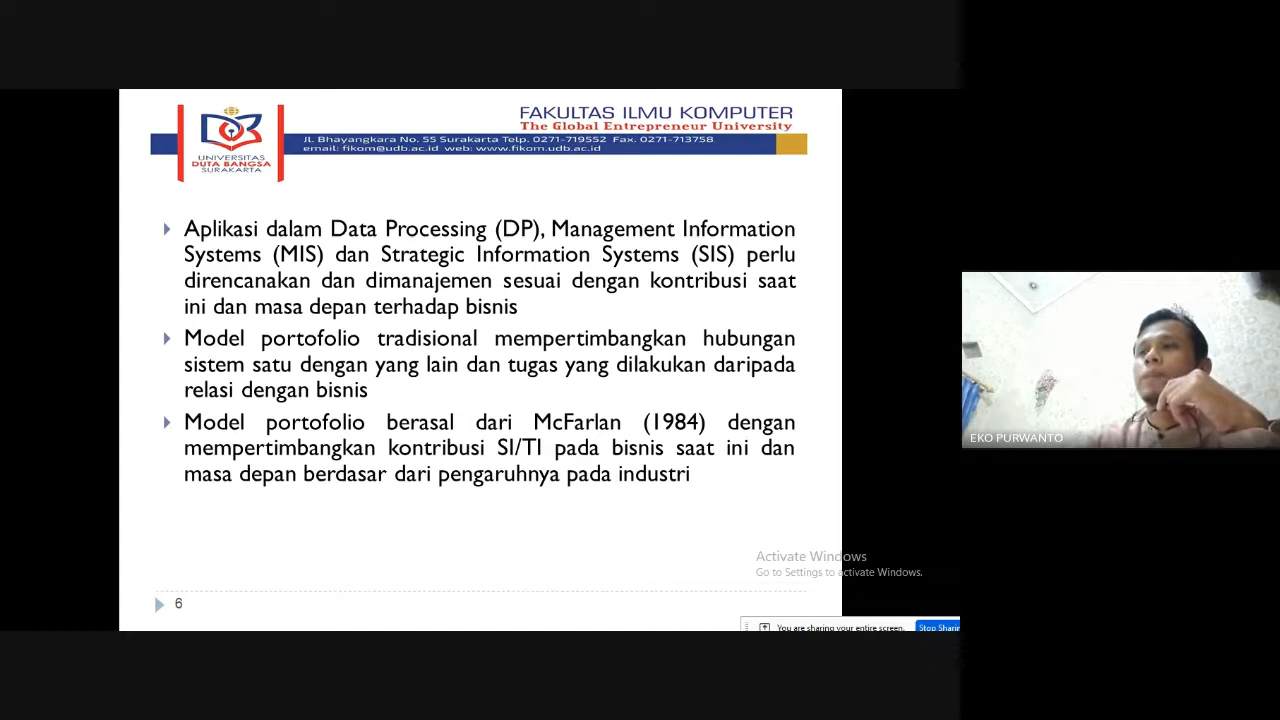 FAKULTAS ILMU KOMPUTER
The Global Entrepreneur University
Jl. Bhayangkara No. 55 Surakarta Telp. 0271-719552 Fax. 0271-713758
email: fikom@udb.ac.id web: www.fikom.udb.ac.id
UNIVERSITAS
DUTA BANGSA
SURAKARTA
Aplikasi dalam Data Processing (DP), Management Information
Systems (MIS) dan Strategic Information Systems (SIS) perlu
direncanakan dan dimanajemen sesuai dengan kontribusi saat
ini dan masa depan terhadap bisnis
Model portofolio tradisional mempertimbangkan hubungan
sistem satu dengan yang lain dan tugas yang dilakukan daripada
relasi dengan bisnis
Model portofolio berasal dari McFarlan (1984) dengan
mempertimbangkan kontribusi SI/TI pada bisnis saat ini dan
masa depan berdasar dari pengaruhnya pada industri
EKO PURWANTO
Activate Windows
Go to Settings to activate Windows.
6
You are sharing your entire screen.
Stop Sharin